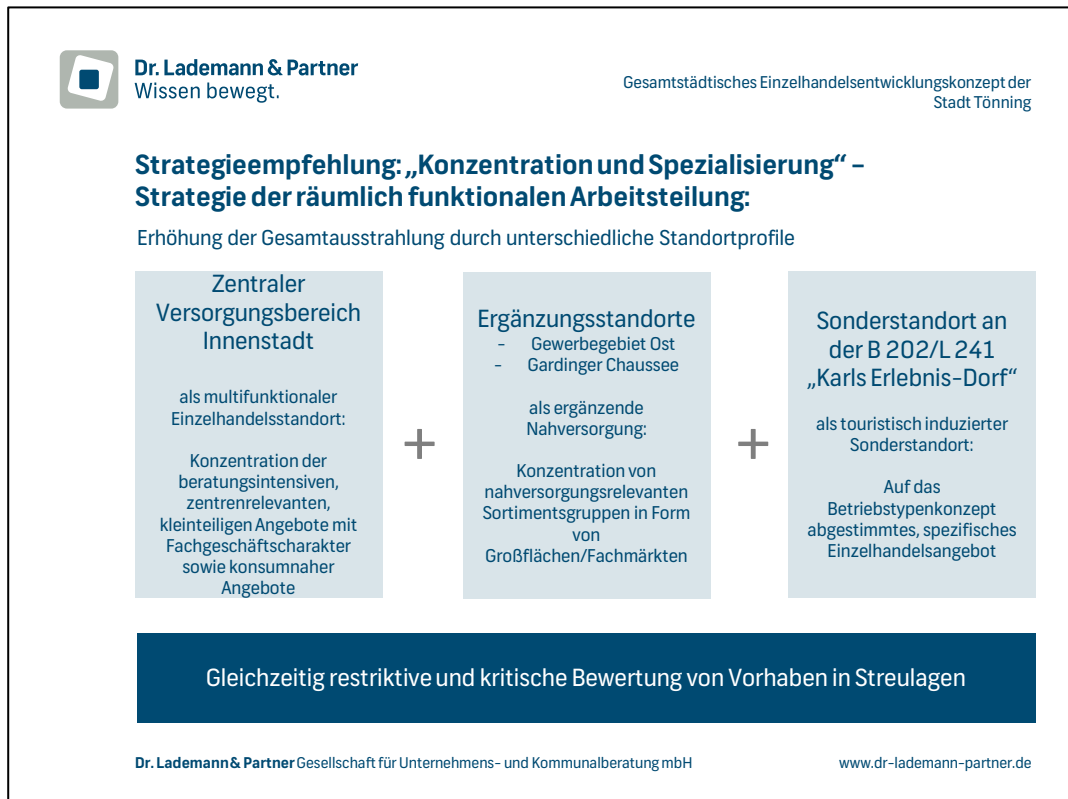 Dr. Lademann & Partner
Wissen bewegt.
Gesamtstädtisches Einzelhandelsentwicklungskonzept der
Stadt Tönning
Strategieempfehlung: „Konzentration und Spezialisierung“ –
Strategie der räumlich funktionalen Arbeitsteilung:
Erhöhung der Gesamtausstrahlung durch unterschiedliche Standortprofile
Zentraler
Versorgungsbereich
Innenstadt
als multifunktionaler
Einzelhandelsstandort:
Konzentration der
beratungsintensiven,
zentrenrelevanten,
kleinteiligen Angebote mit
Fachgeschäftscharakter
sowie konsumnaher
Angebote
+
Ergänzungsstandorte
- Gewerbegebiet Ost
- Gardinger Chaussee
als ergänzende
Nahversorgung:
Konzentration von
nahversorgungsrelevanten
Sortimentsgruppen in Form
von
Großflächen/Fachmärkten
+
Sonderstandort an
der B 202/L 241
„Karls Erlebnis-Dorf“
als touristisch induzierter
Sonderstandort:
Auf das
Betriebstypenkonzept
abgestimmtes, spezifisches
Einzelhandelsangebot
Gleichzeitig restriktive und kritische Bewertung von Vorhaben in Streulagen
Dr. Lademann & Partner Gesellschaft für Unternehmens- und Kommunalberatung mbH
www.dr-lademann-partner.de